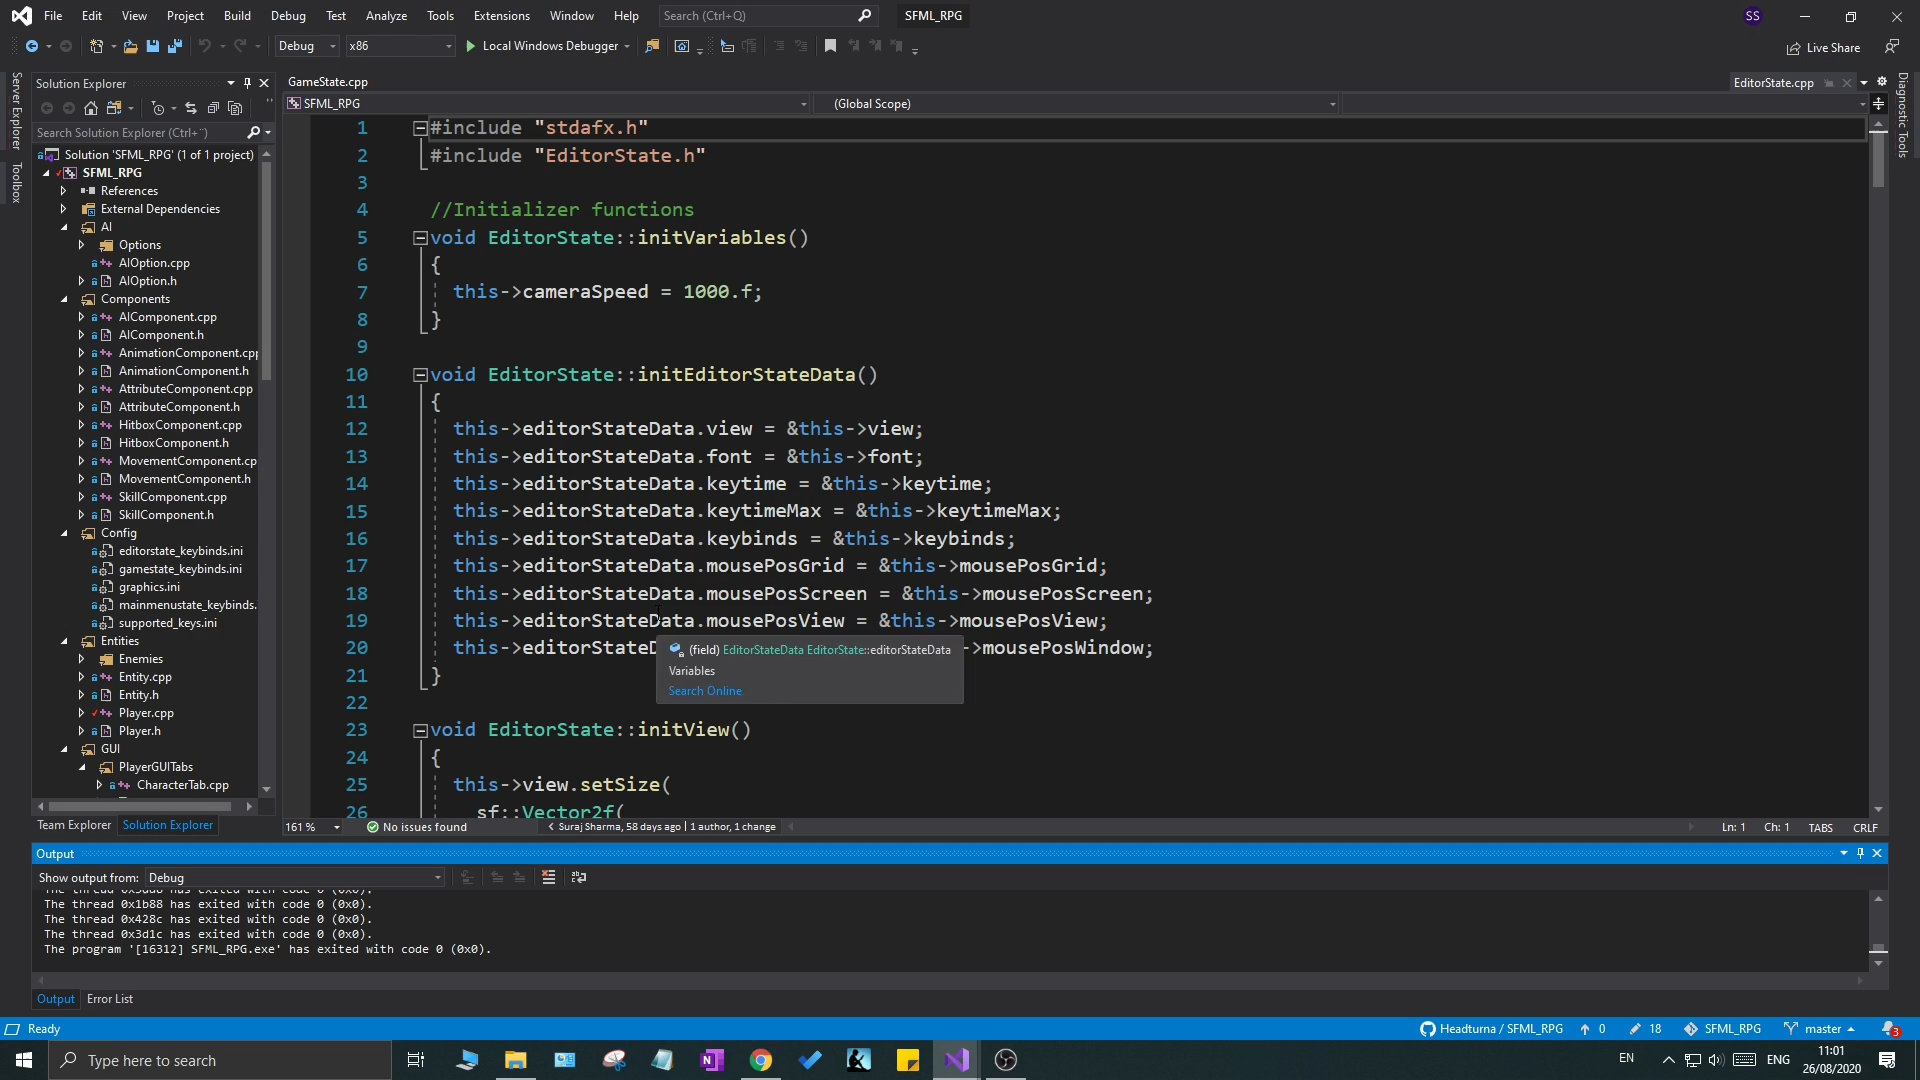 File Edit View Project Build Debug Test Analyze Tools Extensions Window Help Search (Ctrl+Q) SFML_RPG SS
Debug x86 Local Windows Debugger Live Share
Server Explorer
Toolbox
Solution Explorer
Search Solution Explorer (Ctrl+¨)
Solution 'SFML_RPG' (1 of 1 project)
SFML_RPG
References
External Dependencies
AI
Options
AIOption.cpp
AIOption.h
Components
AIComponent.cpp
AIComponent.h
AnimationComponent.cpp
AnimationComponent.h
AttributeComponent.cpp
AttributeComponent.h
HitboxComponent.cpp
HitboxComponent.h
MovementComponent.cp
MovementComponent.h
SkillComponent.cpp
SkillComponent.h
Config
editorstate_keybinds.ini
gamestate_keybinds.ini
graphics.ini
mainmenustate_keybinds.
supported_keys.ini
Entities
Enemies
Entity.cpp
Entity.h
Player.cpp
Player.h
GUI
PlayerGUITabs
CharacterTab.cpp
Team Explorer Solution Explorer
GameState.cpp EditorState.cpp
SFML_RPG (Global Scope)
Diagnostic Tools
1 #include "stdafx.h"
2 #include "EditorState.h"
3
4 //Initializer functions
5 void EditorState::initVariables()
6 {
7 this->cameraSpeed = 1000.f;
8 }
9
10 void EditorState::initEditorStateData()
11 {
12 this->editorStateData.view = &this->view;
13 this->editorStateData.font = &this->font;
14 this->editorStateData.keytime = &this->keytime;
15 this->editorStateData.keytimeMax = &this->keytimeMax;
16 this->editorStateData.keybinds = &this->keybinds;
17 this->editorStateData.mousePosGrid = &this->mousePosGrid;
18 this->editorStateData.mousePosScreen = &this->mousePosScreen;
19 this->editorStateData.mousePosView = &this->mousePosView;
20 this->editorStateD ->mousePosWindow;
(field) EditorStateData EditorState::editorStateData
Variables
Search Online
21 }
22
23 void EditorState::initView()
24 {
25 this->view.setSize(
26 sf::Vector2f(
161 % No issues found Suraj Sharma, 58 days ago | 1 author, 1 change Ln: 1 Ch: 1 TABS CRLF
Output
Show output from: Debug
The thread 0x1b88 has exited with code 0 (0x0).
The thread 0x428c has exited with code 0 (0x0).
The thread 0x3d1c has exited with code 0 (0x0).
The program '[16312] SFML_RPG.exe' has exited with code 0 (0x0).
Output Error List
Ready Headturna / SFML_RPG 0 18 SFML_RPG master 3
Type here to search EN ENG 11:01
26/08/2020